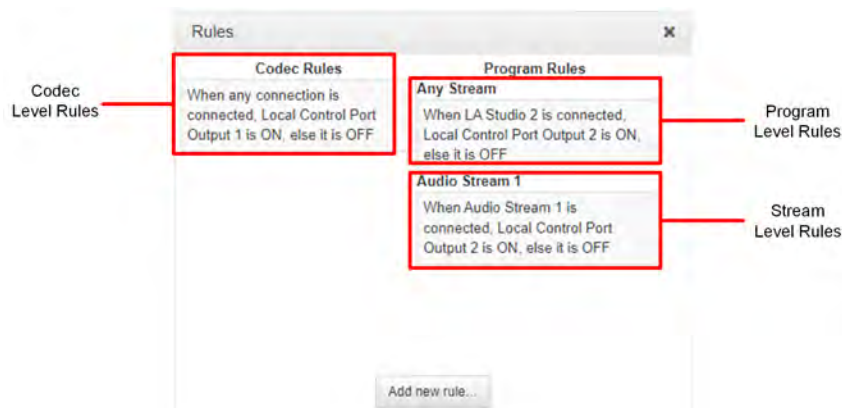 Rules
Codec Rules
When any connection is
connected, Local Control Port
Output 1 is ON, else it is OFF
Program Rules
Any Stream
When LA Studio 2 is connected,
Local Control Port Output 2 is ON,
else it is OFF
Audio Stream 1
When Audio Stream 1 is
connected, Local Control Port
Output 2 is ON, else it is OFF
Add new rule...
Codec
Level Rules
Program
Level Rules
Stream
Level Rules